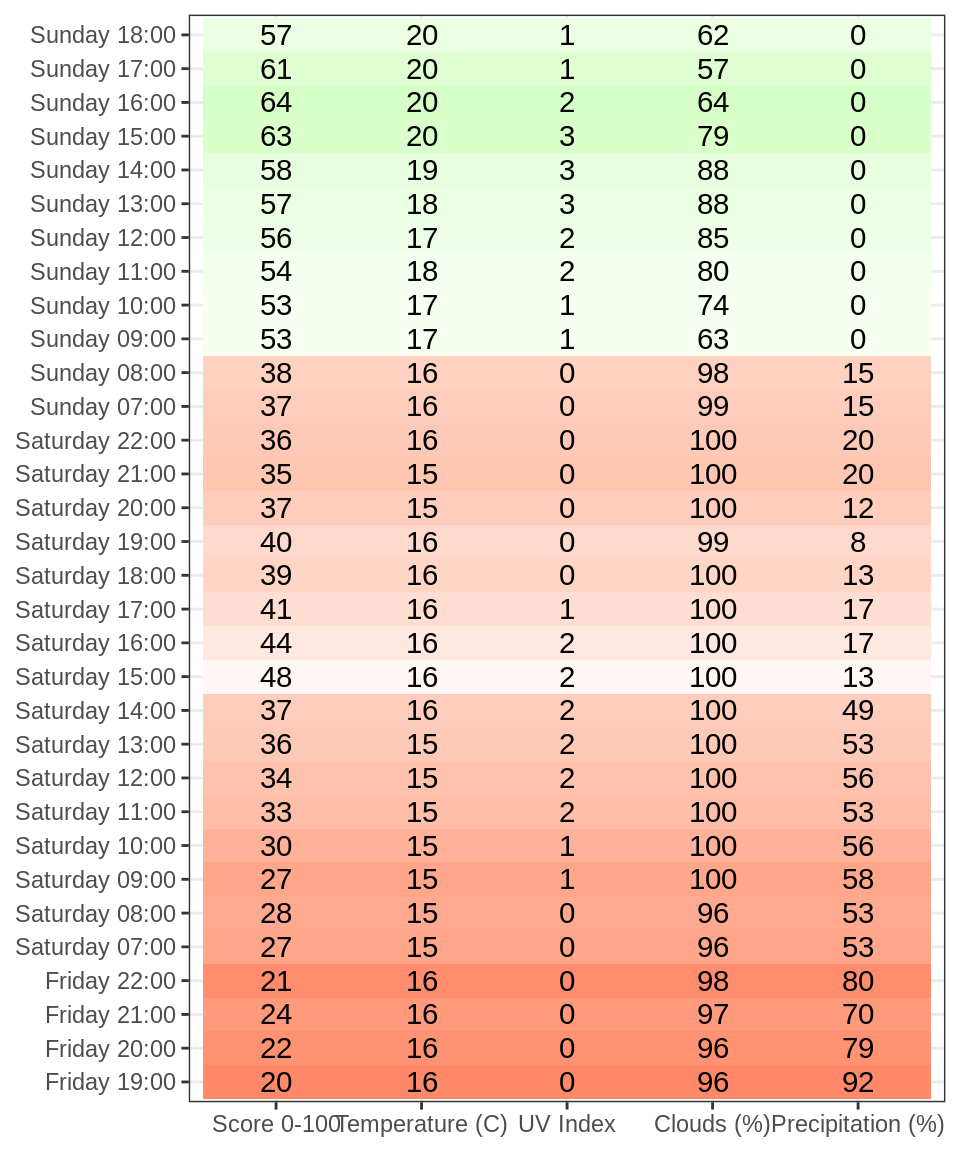 Sunday 18:00 57 20 1 62 0
Sunday 17:00 61 20 1 57 0
Sunday 16:00 64 20 2 64 0
Sunday 15:00 63 20 3 79 0
Sunday 14:00 58 19 3 88 0
Sunday 13:00 57 18 3 88 0
Sunday 12:00 56 17 2 85 0
Sunday 11:00 54 18 2 80 0
Sunday 10:00 53 17 1 74 0
Sunday 09:00 53 17 1 63 0
Sunday 08:00 38 16 0 98 15
Sunday 07:00 37 16 0 99 15
Saturday 22:00 36 16 0 100 20
Saturday 21:00 35 15 0 100 20
Saturday 20:00 37 15 0 100 12
Saturday 19:00 40 16 0 99 8
Saturday 18:00 39 16 0 100 13
Saturday 17:00 41 16 1 100 17
Saturday 16:00 44 16 2 100 17
Saturday 15:00 48 16 2 100 13
Saturday 14:00 37 16 2 100 49
Saturday 13:00 36 15 2 100 53
Saturday 12:00 34 15 2 100 56
Saturday 11:00 33 15 2 100 53
Saturday 10:00 30 15 1 100 56
Saturday 09:00 27 15 1 100 58
Saturday 08:00 28 15 0 96 53
Saturday 07:00 27 15 0 96 53
Friday 22:00 21 16 0 98 80
Friday 21:00 24 16 0 97 70
Friday 20:00 22 16 0 96 79
Friday 19:00 20 16 0 96 92
Score 0-100 Temperature (C) UV Index Clouds (%) Precipitation (%)